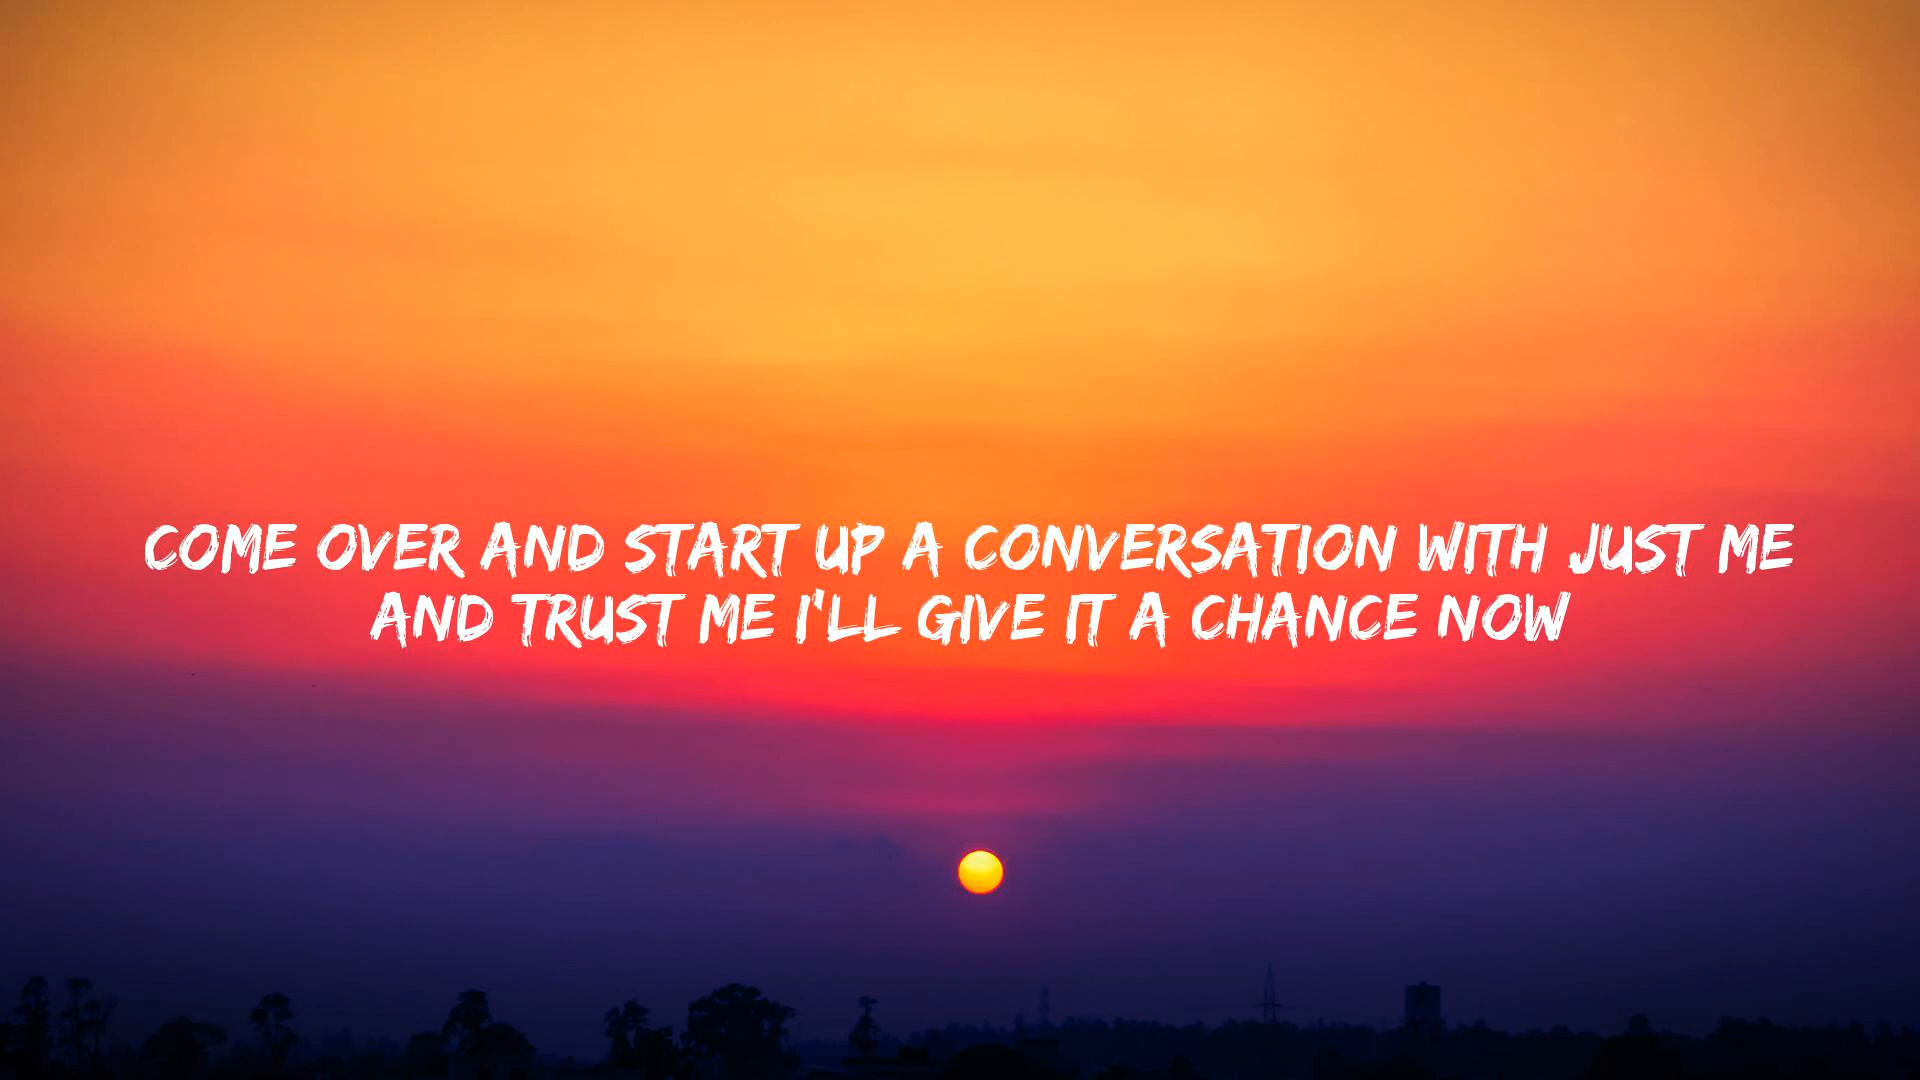 COME OVER AND START UP A CONVERSATION WITH JUST ME
AND TRUST ME I'LL GIVE IT A CHANCE NOW